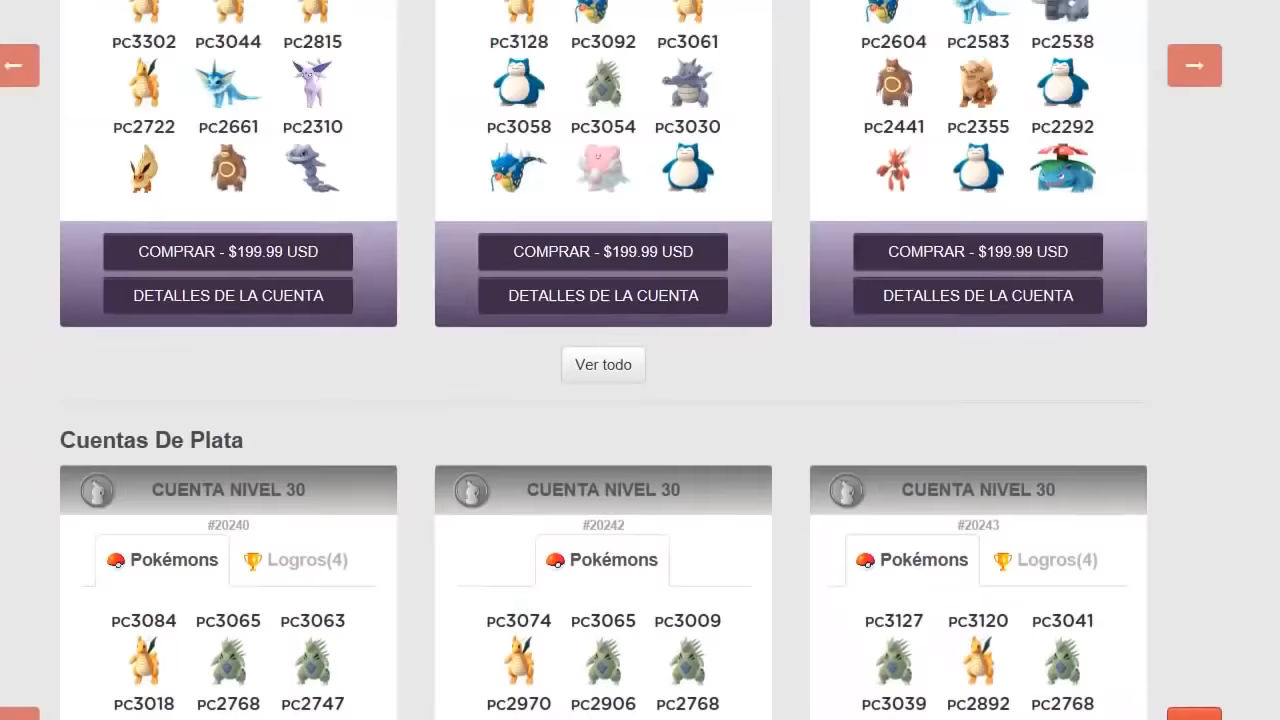 PC3302 PC3044 PC2815
PC3128 PC3092 PC3061
PC2604 PC2583 PC2538
PC2722 PC2661 PC2310
PC3058 PC3054 PC3030
PC2441 PC2355 PC2292
COMPRAR - $199.99 USD
COMPRAR - $199.99 USD
COMPRAR - $199.99 USD
DETALLES DE LA CUENTA
DETALLES DE LA CUENTA
DETALLES DE LA CUENTA
Ver todo
Cuentas De Plata
CUENTA NIVEL 30
#20240
Pokémons Logros(4)
PC3084 PC3065 PC3063
PC3018 PC2768 PC2747
CUENTA NIVEL 30
#20242
Pokémons
PC3074 PC3065 PC3009
PC2970 PC2906 PC2768
CUENTA NIVEL 30
#20243
Pokémons Logros(4)
PC3127 PC3120 PC3041
PC3039 PC2892 PC2768